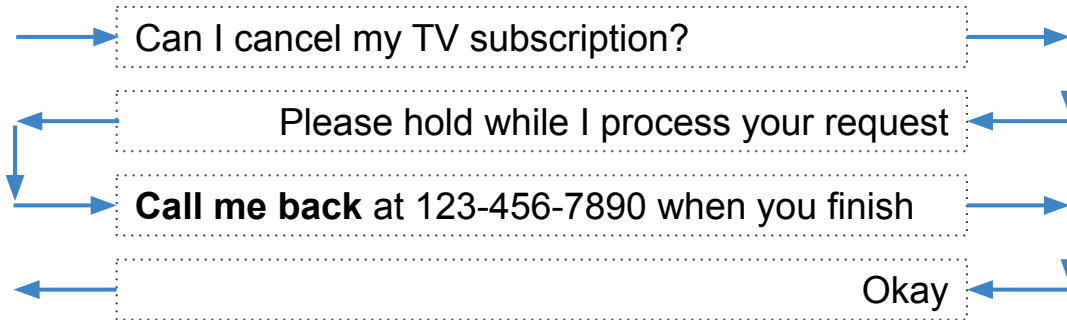 Can I cancel my TV subscription?
Please hold while I process your request
Call me back at 123-456-7890 when you finish
Okay